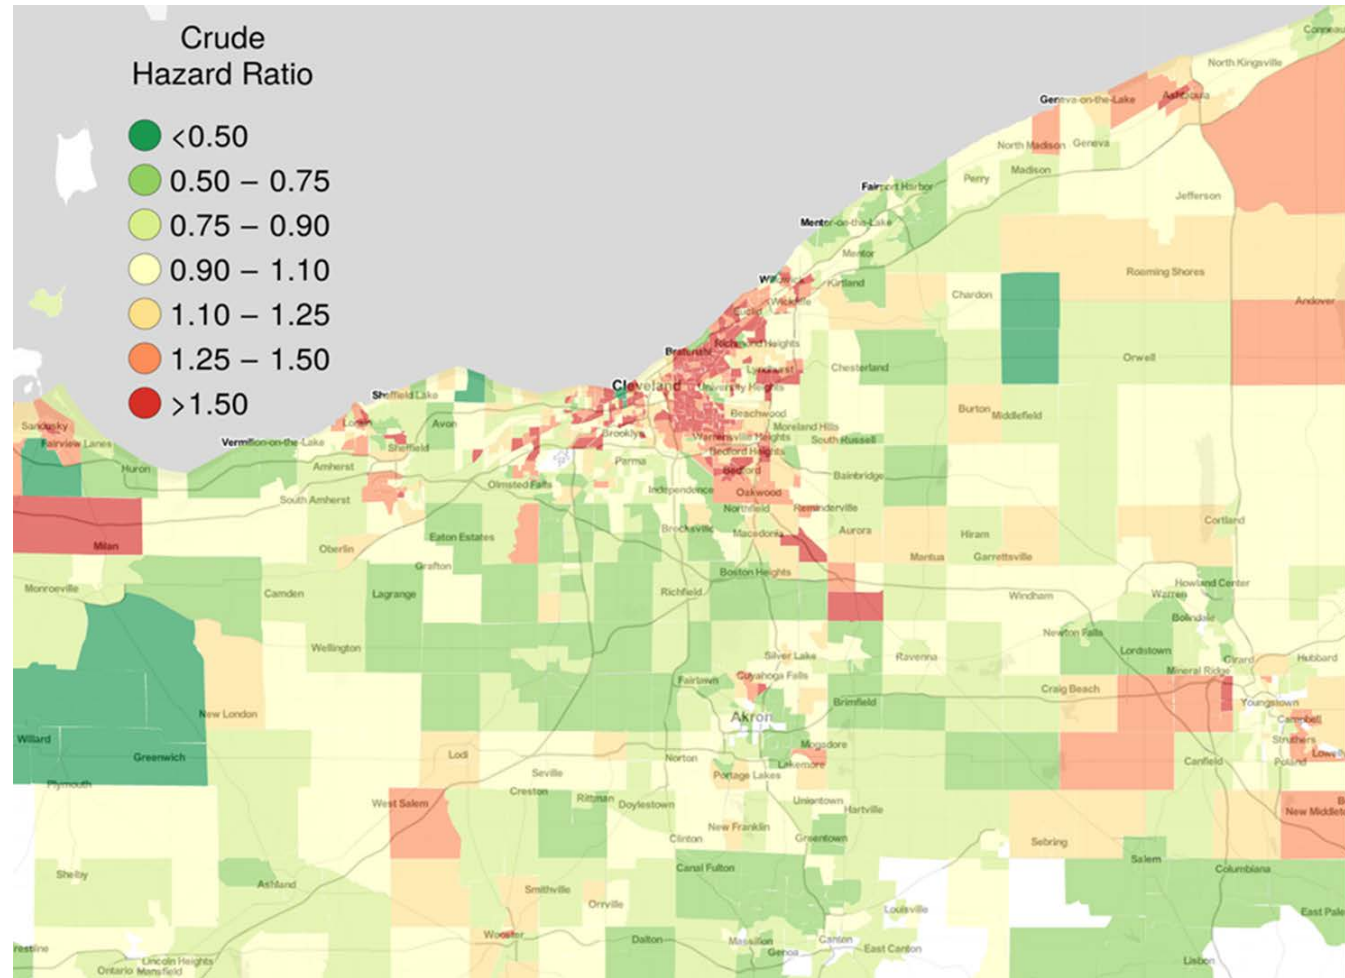 Crude
Hazard Ratio
<0.50
0.50 – 0.75
0.75 – 0.90
0.90 – 1.10
1.10 – 1.25
1.25 – 1.50
>1.50
Conneau
North Kingsville
Geneva-on-the-Lake
Ashtabula
North Madison
Geneva
Madison
Perry
Fairport Harbor
Jefferson
Mentor-on-the-Lake
Mentor
Roaming Shores
Willowick
Kirtland
Chardon
Andover
Wickliffe
Euclid
Richmond Heights
Bratenahl
Orwell
Lyndhurst
Chesterland
Cleveland
University Heights
Sheffield Lake
Burton
Middlefield
Beachwood
Sandusky
Lorain
Avon
Moreland Hills
Brooklyn
Warrensville Heights
South Russell
Fairview Lanes
Vermilion-on-the-Lake
Sheffield
Bedford Heights
Huron
Amherst
Parma
Bedford
Bainbridge
Olmsted Falls
Independence
Oakwood
South Amherst
Northfield
Reminderville
Cortland
Brecksville
Macedonia
Aurora
Hiram
Eaton Estates
Milan
Oberlin
Mantua
Garrettsville
Grafton
Boston Heights
Howland Center
Monroeville
Camden
Lagrange
Richfield
Windham
Warren
Bolindale
Newton Falls
Wellington
Lordstown
Silver Lake
Ravenna
Girard
Hubbard
Mineral Ridge
Cuyahoga Falls
Fairlawn
Craig Beach
Brimfield
Youngstown
New London
Akron
Campbell
Willard
Mogadore
Struthers
Greenwich
Lodi
Norton
Lakemore
Canfield
Poland
Lowellv
Seville
Portage Lakes
Plymouth
Creston
Rittman
Doylestown
Uniontown
West Salem
Hartville
B
New Middlet
New Franklin
Clinton
Greentown
Sebring
Salem
Canal Fulton
Columbiana
Shelby
Ashland
Smithville
Orrville
Louisville
East Pale
Wooster
Dalton
Massillon
Canton
restline
East Canton
Genoa
Lincoln Heights
Lisbon
Ontario
Mansfield